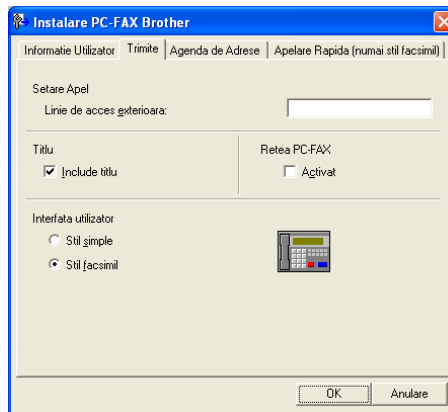 Instalare PC-FAX Brother
Informatie Utilizator Trimite Agenda de Adrese Apelare Rapida (numai stil facsimil)
Setare Apel
Linie de acces exterioara:
Titlu Retea PC-FAX
Include titlu Activat
Interfata utilizator
Stil simple
Stil facsimil
OK Anulare